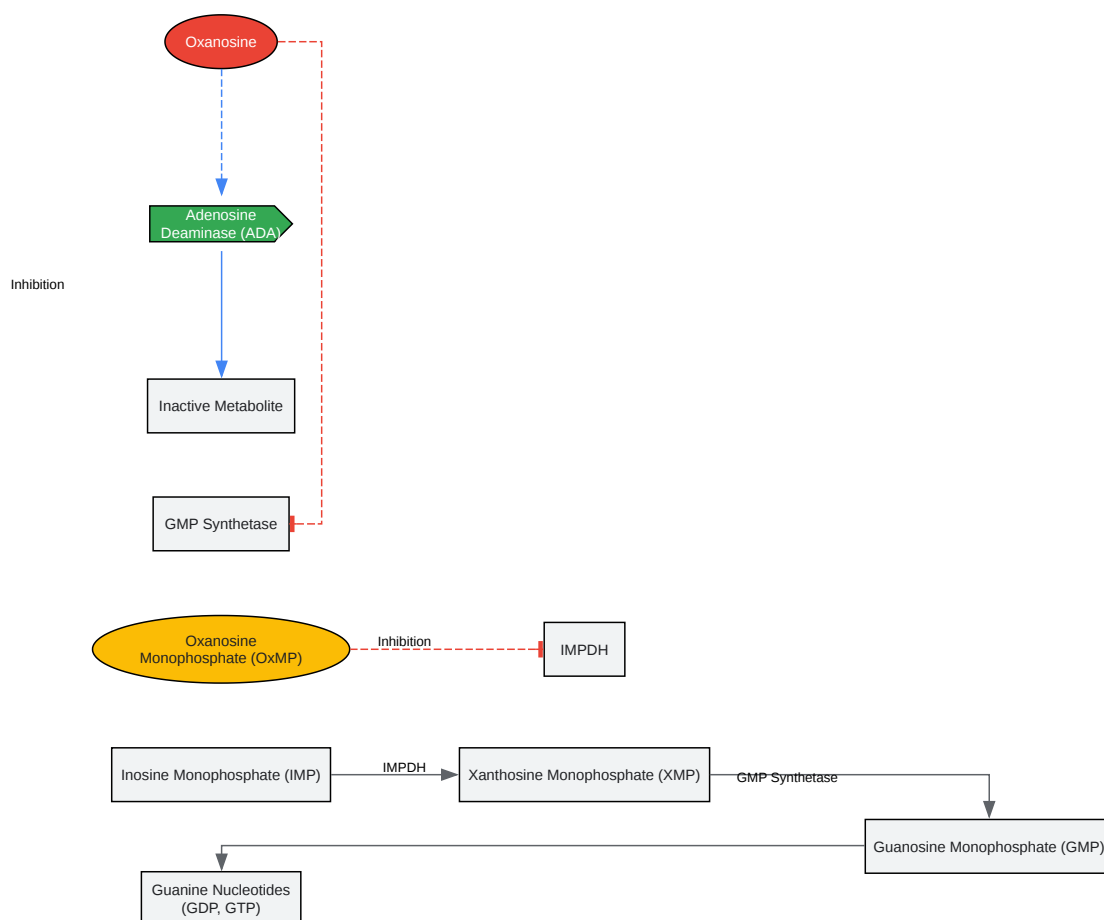 Oxanosine
Adenosine
Deaminase (ADA)
Inhibition
Inactive Metabolite
GMP Synthetase
Oxanosine
Monophosphate (OxMP)
Inhibition
IMPDH
Inosine Monophosphate (IMP)
IMPDH
Xanthosine Monophosphate (XMP)
GMP Synthetase
Guanosine Monophosphate (GMP)
Guanine Nucleotides
(GDP, GTP)